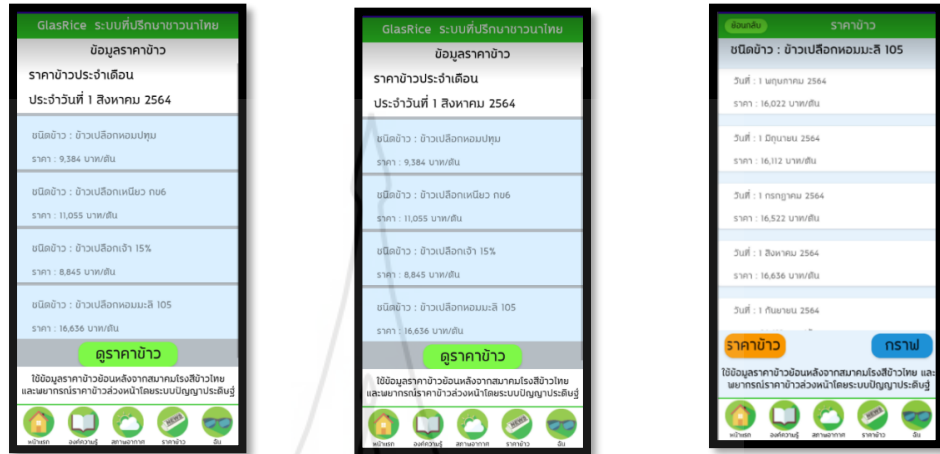 GlasRice ระบบที่ปรึกษาชาวนาไทย
ข้อมูลราคาข้าว
ราคาข้าวประจำเดือน
ประจำวันที่ 1 สิงหาคม 2564
ชนิดข้าว : ข้าวเปลือกหอมปทุม
ราคา : 9,384 บาท/ตัน
ชนิดข้าว : ข้าวเปลือกเหนียว กข6
ราคา : 11,055 บาท/ตัน
ชนิดข้าว : ข้าวเปลือกเจ้า 15%
ราคา : 8,845 บาท/ตัน
ชนิดข้าว : ข้าวเปลือกหอมมะลิ 105
ราคา : 16,636 บาท/ตัน
ดูราคาข้าว
ใช้ข้อมูลราคาข้าวย้อนหลังจากสมาคมโรงสีข้าวไทย
และพยากรณ์ราคาข้าวล่วงหน้าโดยระบบปัญญาประดิษฐ์
NEWS
หน้าแรก องค์ความรู้ สภาพอากาศ ราคาข้าว ฉัน
GlasRice ระบบที่ปรึกษาชาวนาไทย
ข้อมูลราคาข้าว
ราคาข้าวประจำเดือน
ประจำวันที่ 1 สิงหาคม 2564
ชนิดข้าว : ข้าวเปลือกหอมปทุม
ราคา : 9,384 บาท/ตัน
ชนิดข้าว : ข้าวเปลือกเหนียว กข6
ราคา : 11,055 บาท/ตัน
ชนิดข้าว : ข้าวเปลือกเจ้า 15%
ราคา : 8,845 บาท/ตัน
ชนิดข้าว : ข้าวเปลือกหอมมะลิ 105
ราคา : 16,636 บาท/ตัน
ดูราคาข้าว
ใช้ข้อมูลราคาข้าวย้อนหลังจากสมาคมโรงสีข้าวไทย
และพยากรณ์ราคาข้าวล่วงหน้าโดยระบบปัญญาประดิษฐ์
NEWS
หน้าแรก องค์ความรู้ สภาพอากาศ ราคาข้าว ฉัน
ย้อนกลับ ราคาข้าว
ชนิดข้าว : ข้าวเปลือกหอมมะลิ 105
วันที่ : 1 พฤษภาคม 2564
ราคา : 16,022 บาท/ตัน
วันที่ : 1 มิถุนายน 2564
ราคา : 16,112 บาท/ตัน
วันที่ : 1 กรกฎาคม 2564
ราคา : 16,522 บาท/ตัน
วันที่ : 1 สิงหาคม 2564
ราคา : 16,636 บาท/ตัน
วันที่ : 1 กันยายน 2564
ราคาข้าว กราฟ
ใช้ข้อมูลราคาข้าวย้อนหลังจากสมาคมโรงสีข้าวไทย และ
พยากรณ์ราคาข้าวล่วงหน้าโดยระบบปัญญาประดิษฐ์
NEWS
หน้าแรก องค์ความรู้ สภาพอากาศ ราคาข้าว ฉัน